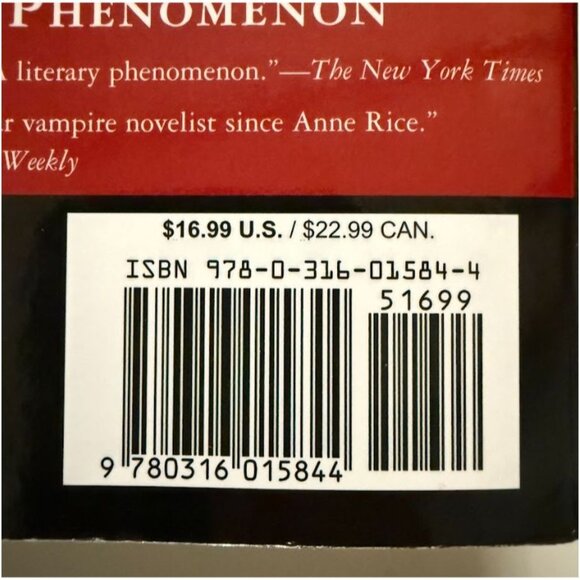 PHENOMENON
literary phenomenon.”—The New York Times
vampire novelist since Anne Rice.”
Weekly
$16.99 U.S. / $22.99 CAN.
ISBN 978-0-316-01584-4
51699
9 780316 015844